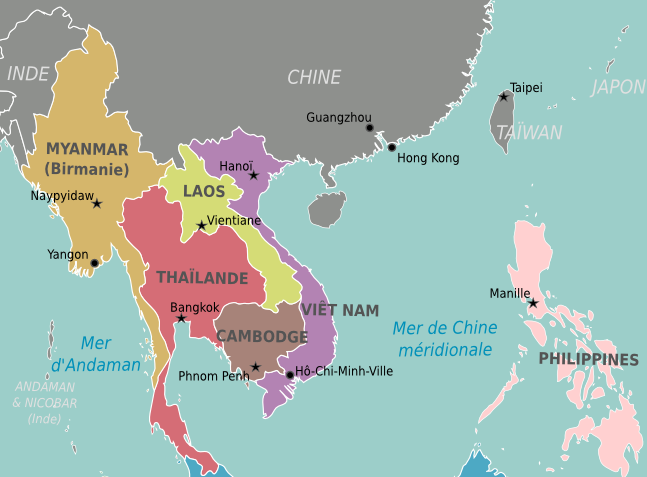 Taipei
INDE
CHINE
JAPON
Guangzhou
TAÏWAN
MYANMAR
(Birmanie)
Hong Kong
Hanoï
LAOS
Naypyidaw
Vientiane
Yangon
THAÏLANDE
Manille
Bangkok
VIÊT NAM
Mer de Chine
méridionale
CAMBODGE
Mer
d'Andaman
PHILIPPINES
Phnom Penh
Hô-Chi-Minh-Ville
ANDAMAN
& NICOBAR
(Inde)